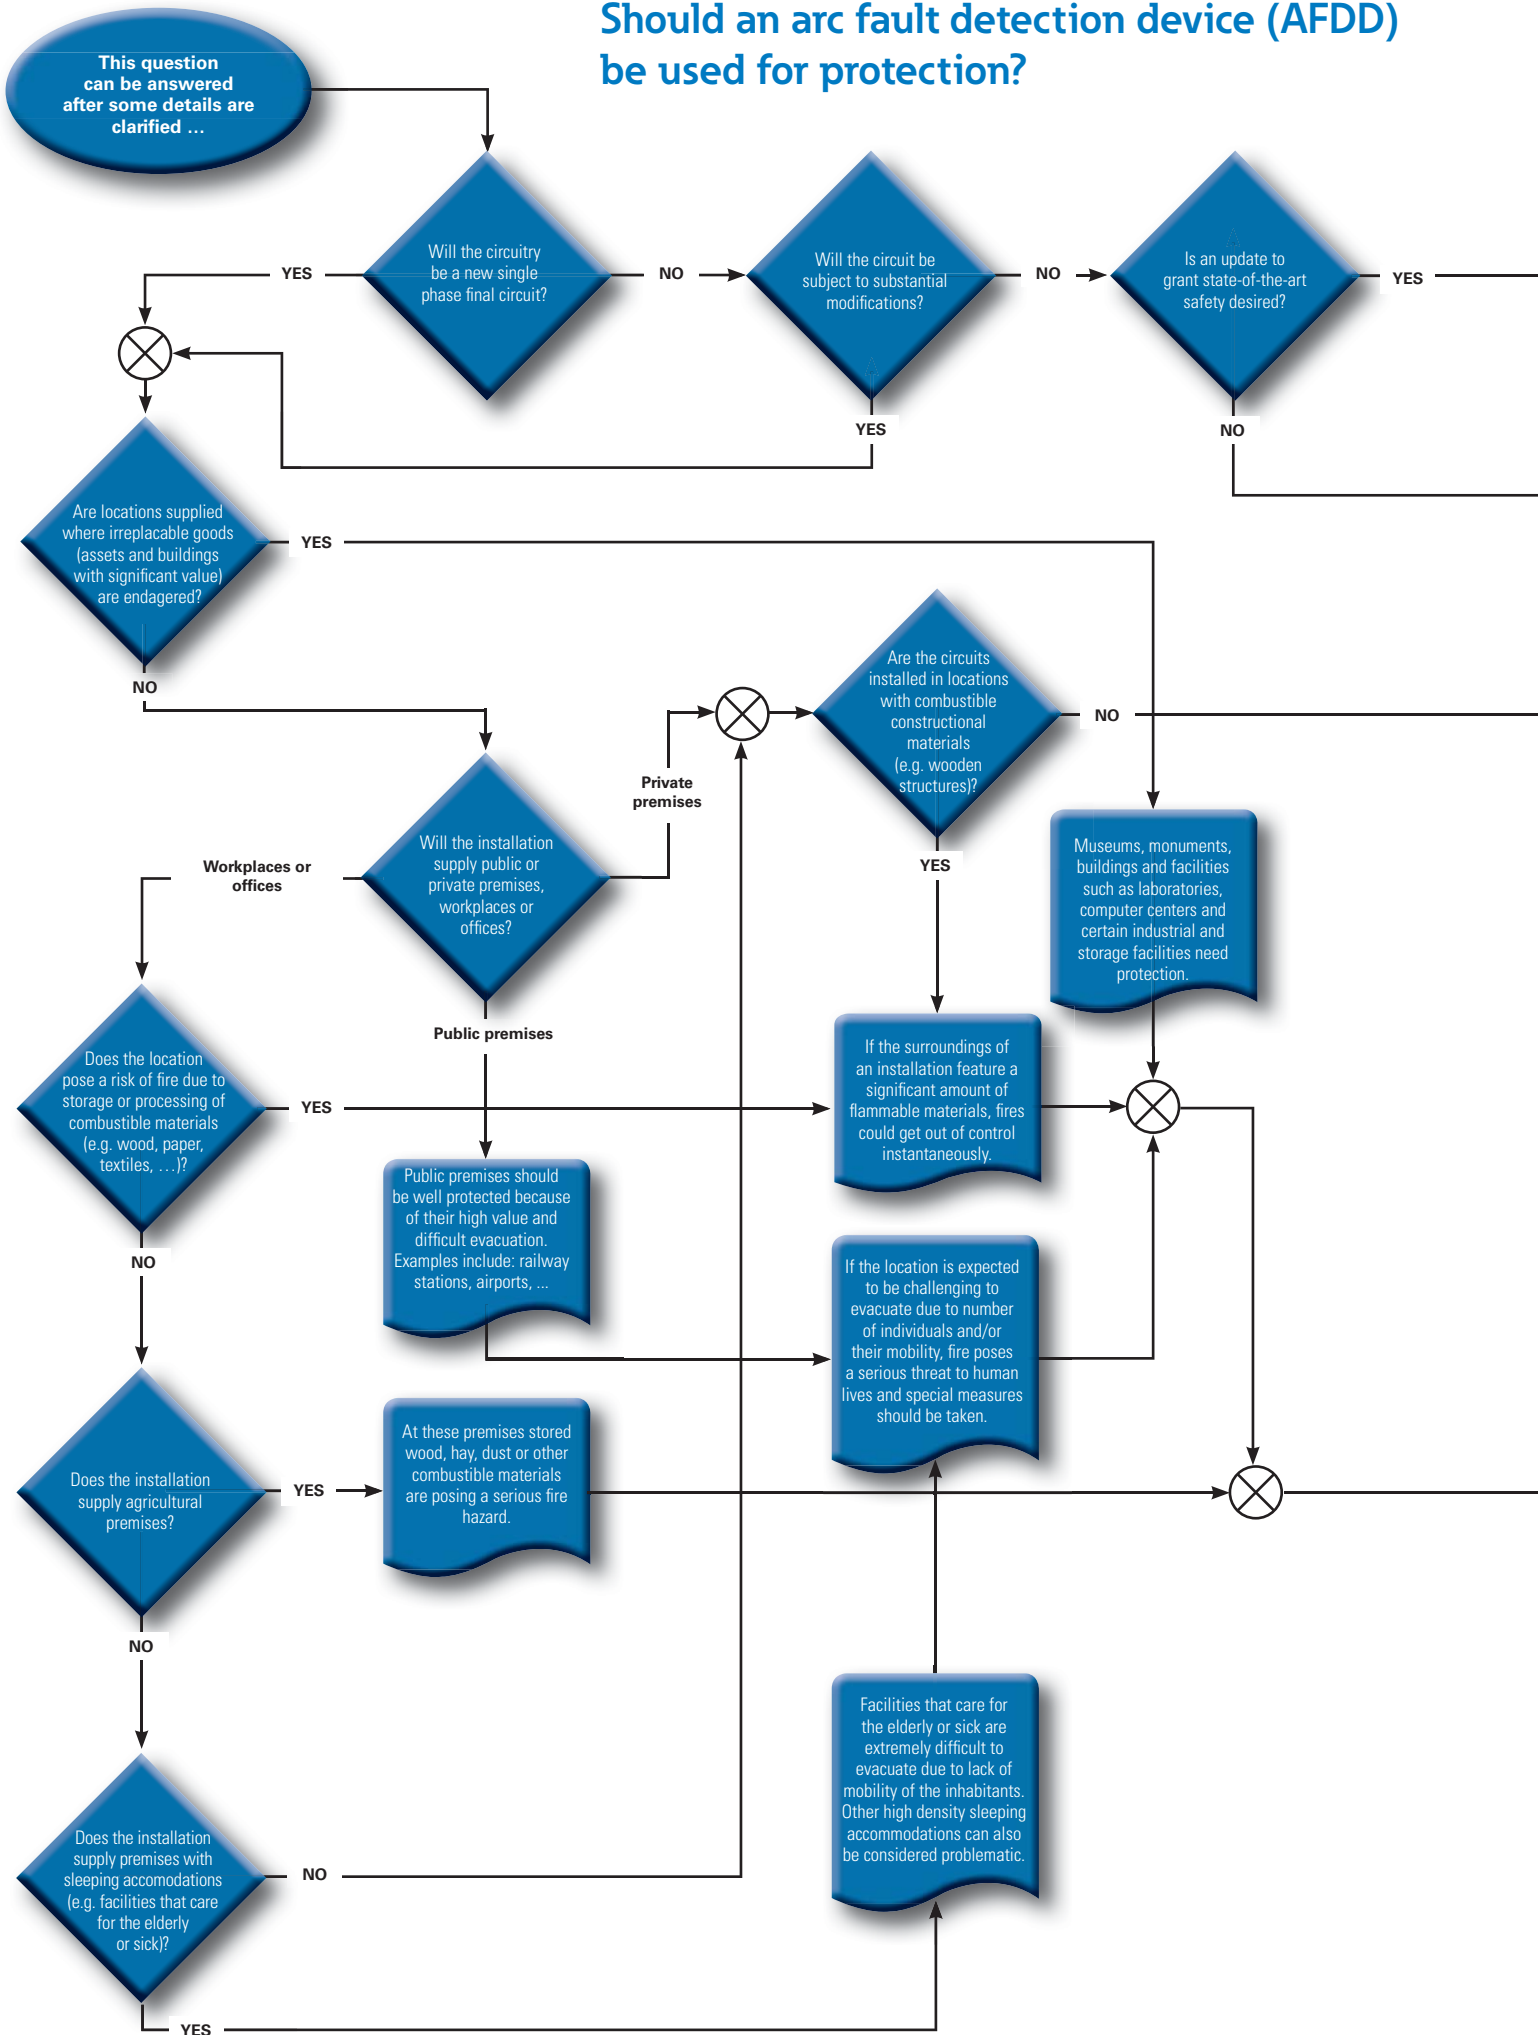 Should an arc fault detection device (AFDD)
be used for protection?
This question
can be answered
after some details are
clarified …
Will the circuitry
be a new single
phase final circuit?
YES
NO
Will the circuit be
subject to substantial
modifications?
NO
YES
Is an update to
grant state-of-the-art
safety desired?
YES
NO
Are locations supplied
where irreplacable goods
(assets and buildings
with significant value)
are endagered?
YES
NO
Are the circuits
installed in locations
with combustible
constructional
materials
(e.g. wooden
structures)?
NO
YES
Private
premises
Will the installation
supply public or
private premises,
workplaces or
offices?
Workplaces or
offices
Public premises
Museums, monuments,
buildings and facilities
such as laboratories,
computer centers and
certain industrial and
storage facilities need
protection.
Does the location
pose a risk of fire due to
storage or processing of
combustible materials
(e.g. wood, paper,
textiles, …)?
YES
NO
If the surroundings of
an installation feature a
significant amount of
flammable materials, fires
could get out of control
instantaneously.
Public premises should
be well protected because
of their high value and
difficult evacuation.
Examples include: railway
stations, airports, ...
If the location is expected
to be challenging to
evacuate due to number
of individuals and/or
their mobility, fire poses
a serious threat to human
lives and special measures
should be taken.
Does the installation
supply agricultural
premises?
YES
NO
At these premises stored
wood, hay, dust or other
combustible materials
are posing a serious fire
hazard.
Facilities that care for
the elderly or sick are
extremely difficult to
evacuate due to lack of
mobility of the inhabitants.
Other high density sleeping
accommodations can also
be considered problematic.
Does the installation
supply premises with
sleeping accomodations
(e.g. facilities that care
for the elderly
or sick)?
NO
YES